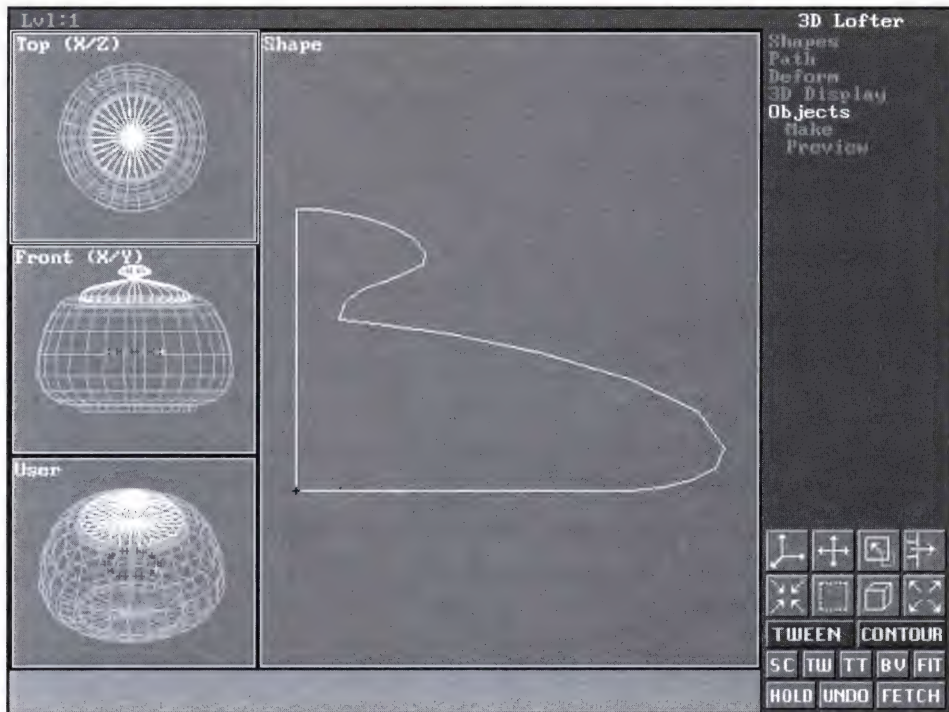 Lvl:1
3D Lofter
Top (X/Z)
Shape
Shapes
Path
Deform
3D Display
Objects
Make
Preview
Front (X/Y)
User
TWEEN CONTOUR
SC TW TT BV FIT
HOLD UNDO FETCH